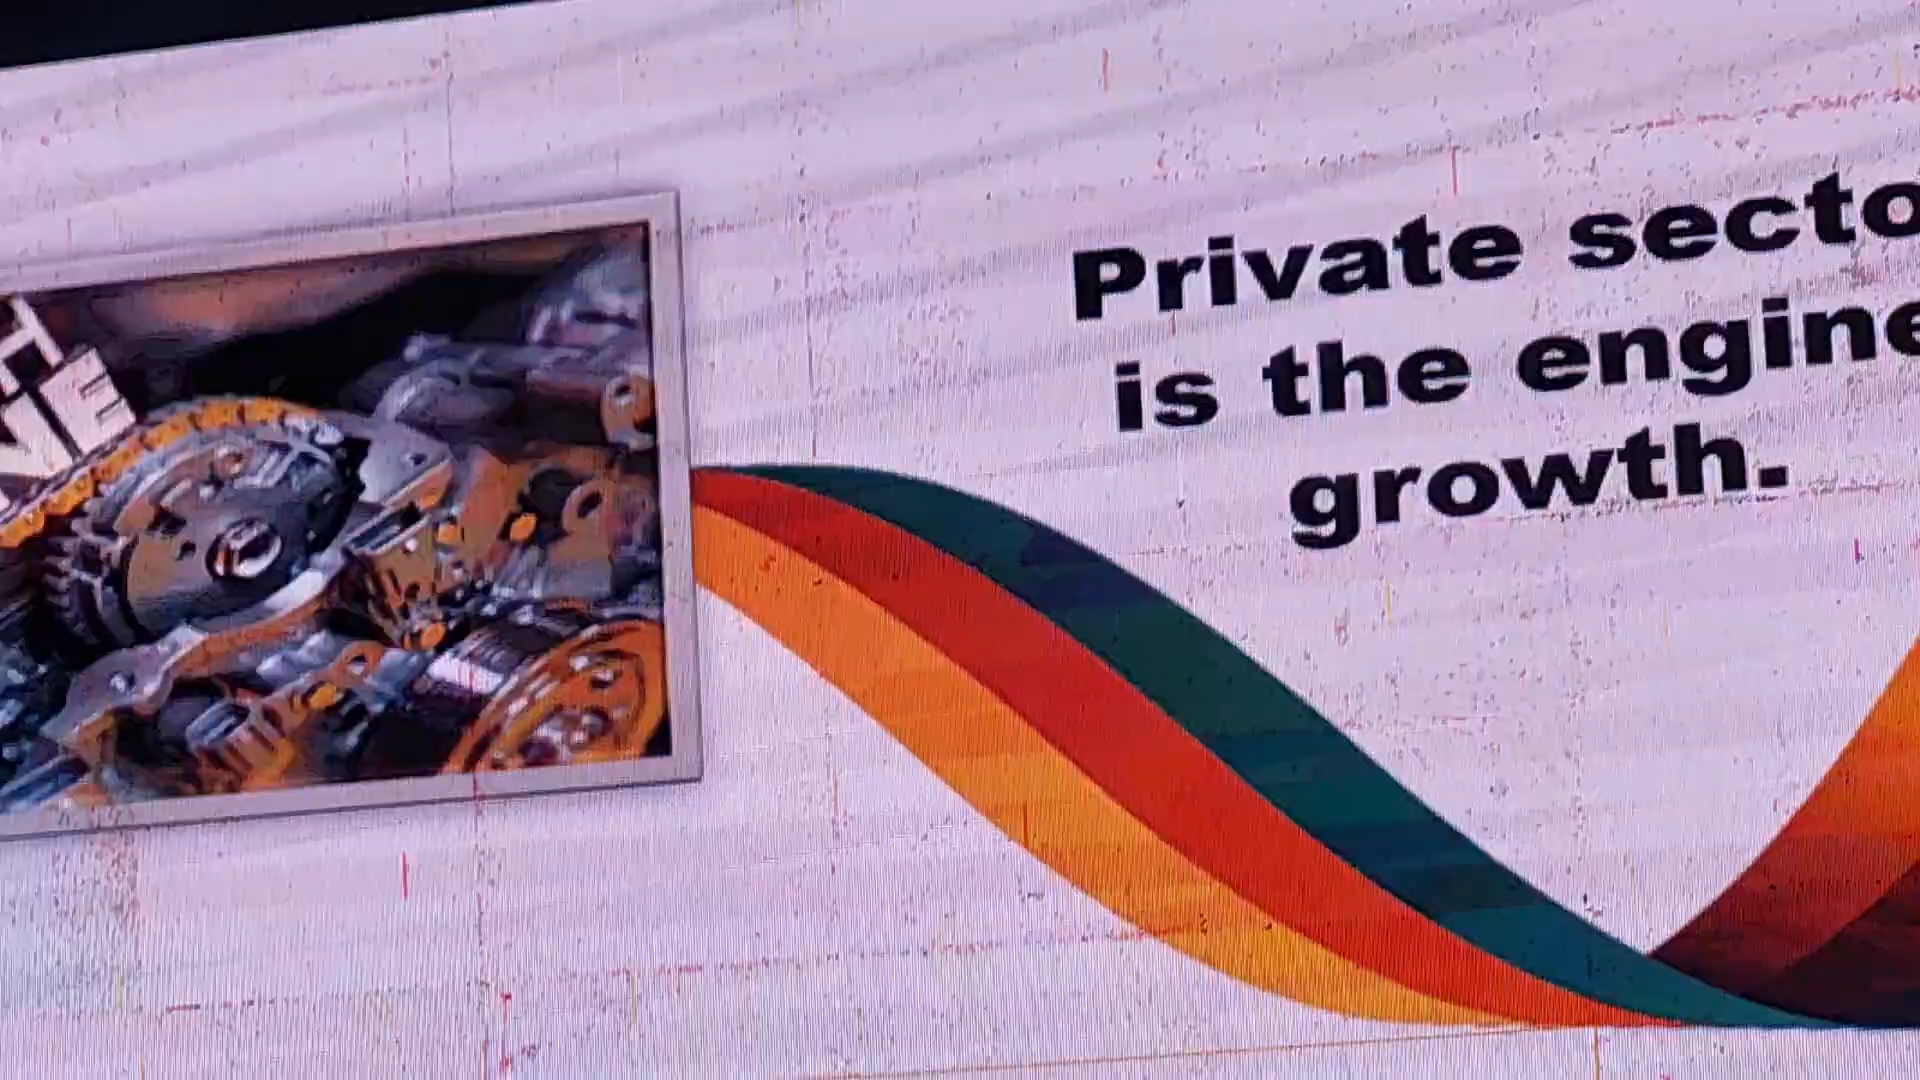 Private secto
is the engine
growth.